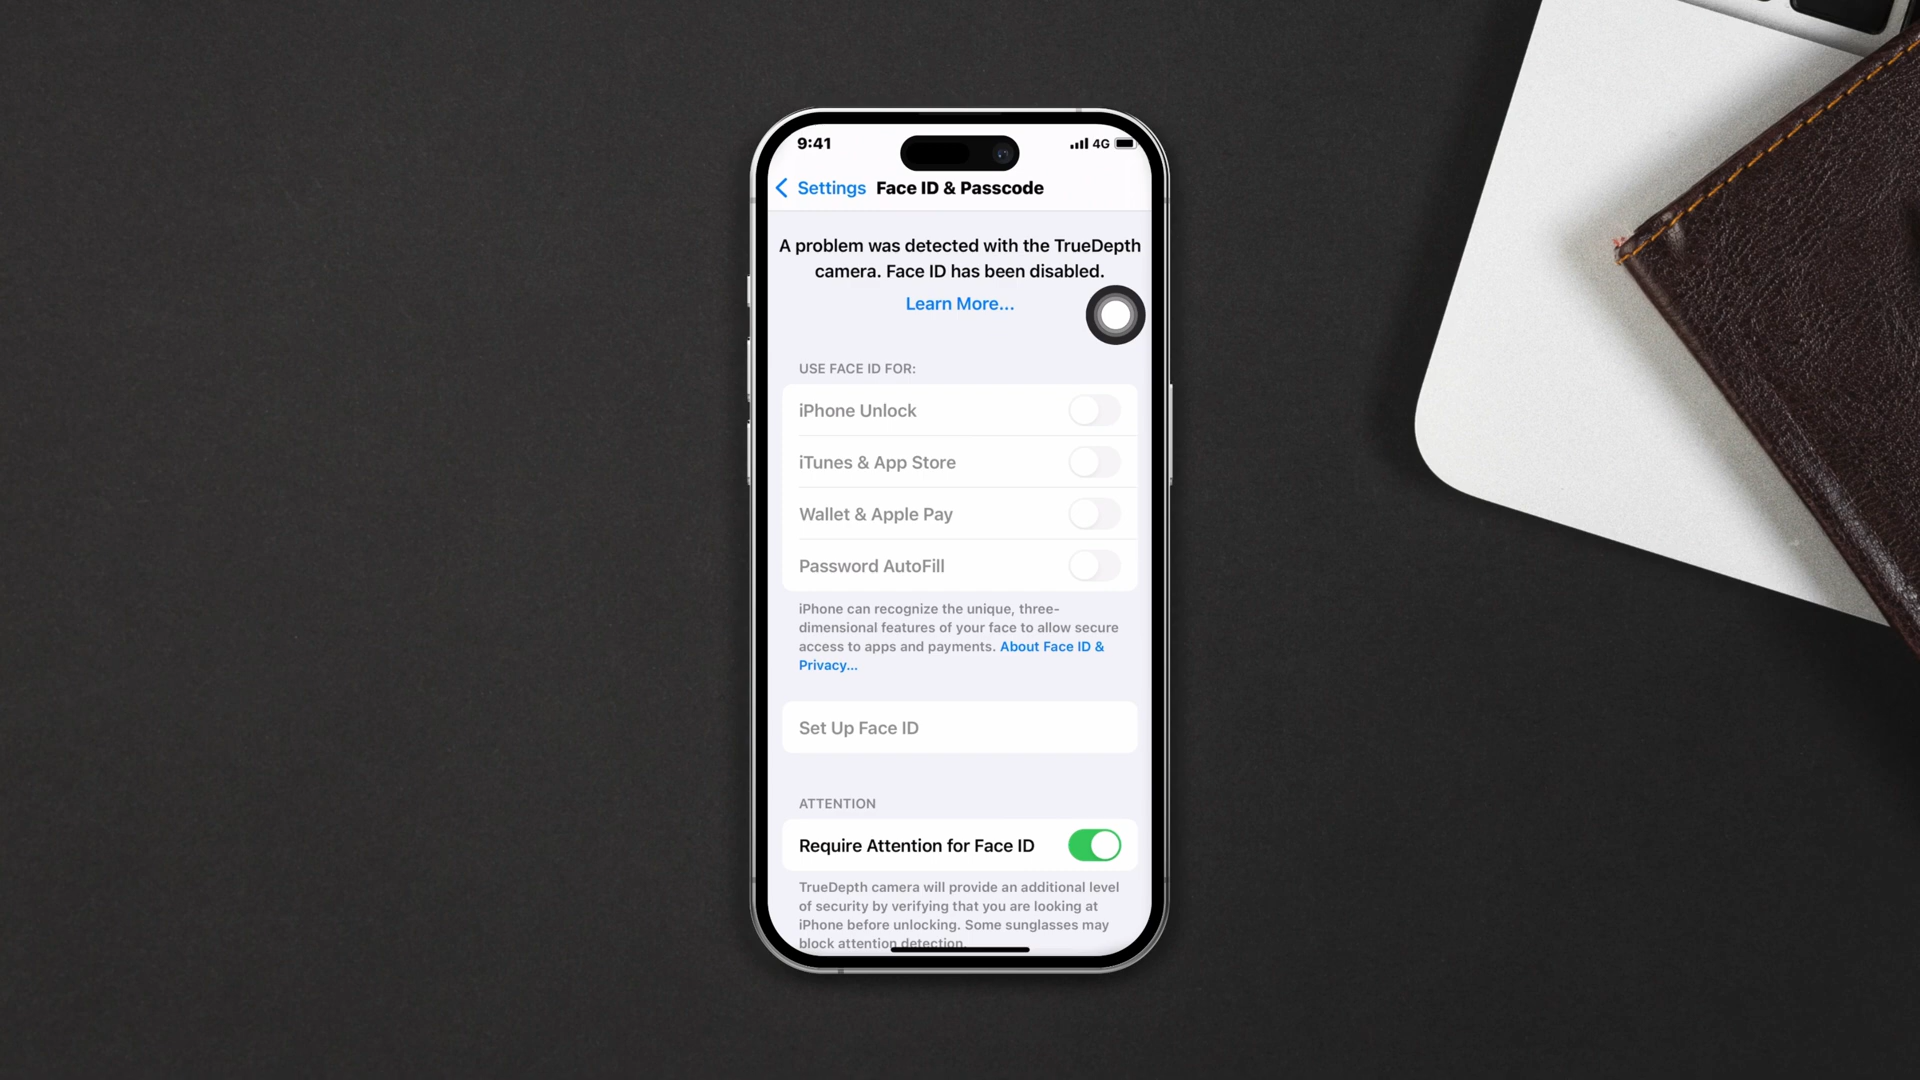 9:41
4G
Settings
Face ID & Passcode
A problem was detected with the TrueDepth
camera. Face ID has been disabled.
Learn More...
USE FACE ID FOR:
iPhone Unlock
iTunes & App Store
Wallet & Apple Pay
Password AutoFill
iPhone can recognize the unique, three-
dimensional features of your face to allow secure
access to apps and payments. About Face ID &
Privacy...
Set Up Face ID
ATTENTION
Require Attention for Face ID
TrueDepth camera will provide an additional level
of security by verifying that you are looking at
iPhone before unlocking. Some sunglasses may
block attention detection.